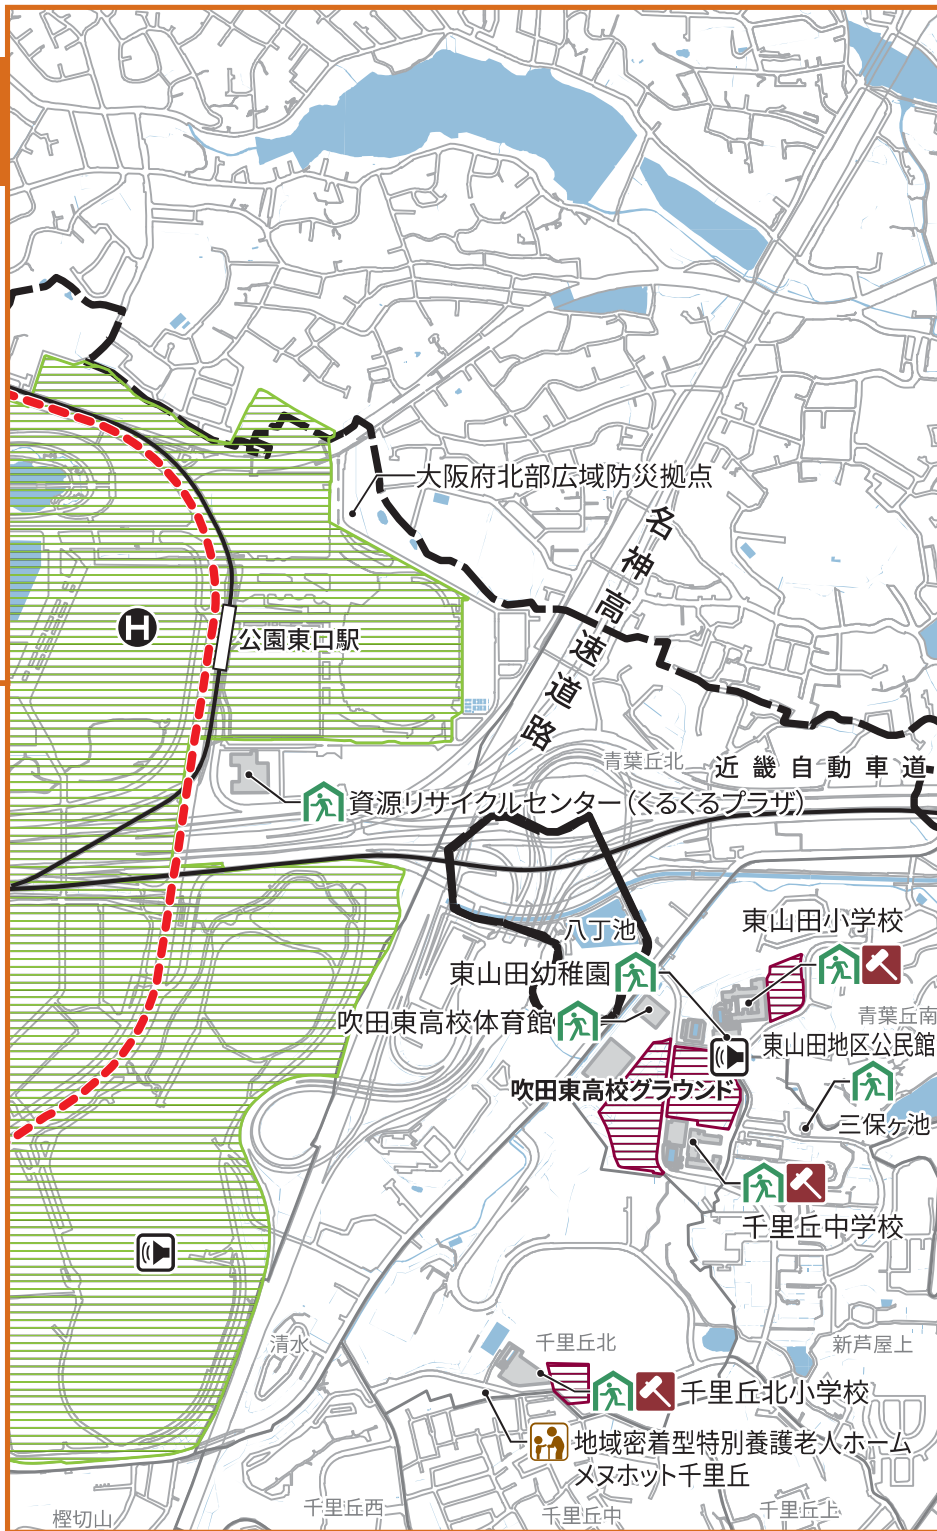 大阪府北部広域防災拠点
名神高速道路
H
公園東口駅
青葉丘北
近畿自動車道
資源リサイクルセンター(くるくるプラザ)
東山田小学校
八丁池
東山田幼稚園
青葉丘南
吹田東高校体育館
東山田地区公民館
吹田東高校グラウンド
三保ヶ池
千里丘中学校
清水
千里丘北
新芦屋上
千里丘北小学校
地域密着型特別養護老人ホーム
メヌホット千里丘
千里丘西
千里丘中
千里丘上
樫切山